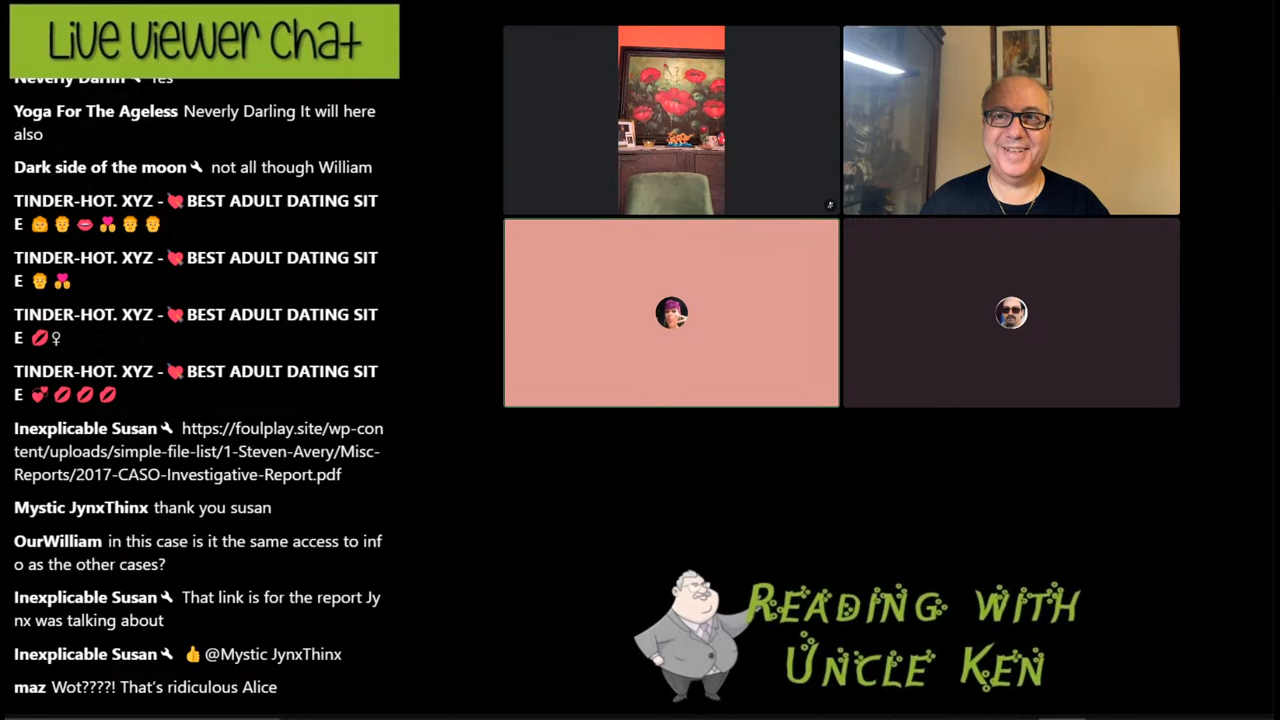 Live viewer chat
Neverly Darlin Yes
Yoga For The Ageless Neverly Darling It will here
also
Dark side of the moon not all though William
TINDER-HOT. XYZ - 💘 BEST ADULT DATING SIT
E
TINDER-HOT. XYZ - 💘 BEST ADULT DATING SIT
E
TINDER-HOT. XYZ - 💘 BEST ADULT DATING SIT
E 💋♀
TINDER-HOT. XYZ - 💘 BEST ADULT DATING SIT
E 💞 💋 💋 💋
Inexplicable Susan https://foulplay.site/wp-con
tent/uploads/simple-file-list/1-Steven-Avery/Misc-
Reports/2017-CASO-Investigative-Report.pdf
Mystic JynxThinx thank you susan
OurWilliam in this case is it the same access to inf
o as the other cases?
Inexplicable Susan That link is for the report Jy
nx was talking about
Inexplicable Susan 👍 @Mystic JynxThinx
maz Wot????! That's ridiculous Alice
READING WITH
UNCLE KEN